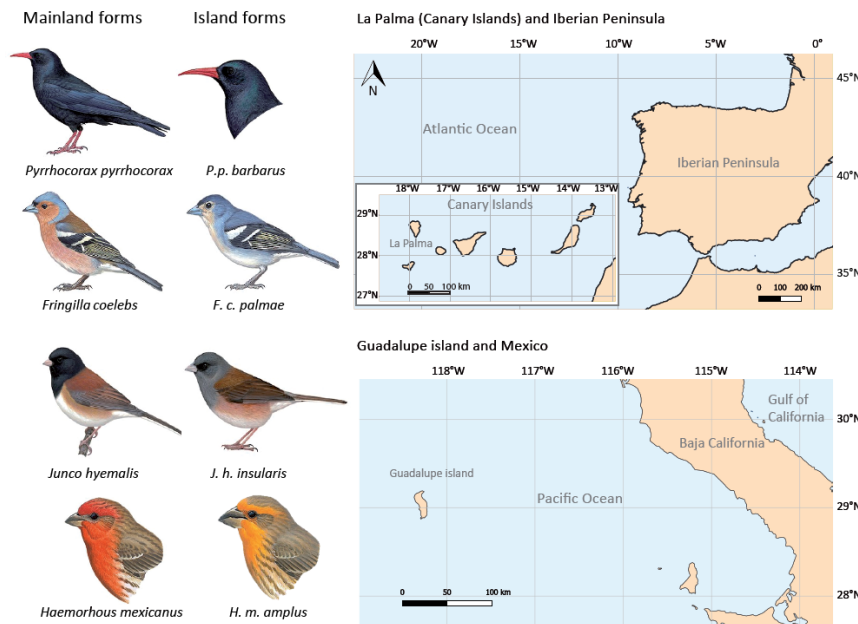 Mainland forms
Island forms
Pyrrhocorax pyrrhocorax
P.p. barbarus
Fringilla coelebs
F. c. palmae
Junco hyemalis
J. h. insularis
Haemorhous mexicanus
H. m. amplus
La Palma (Canary Islands) and Iberian Peninsula
20°W 15°W 10°W 5°W 0°
45°N
N
Atlantic Ocean
Iberian Peninsula
40°N
18°W 17°W 16°W 15°W 14°W 13°W
Canary Islands
29°N
La Palma
28°N
35°N
0 50 100 km
27°N
0 100 200 km
Guadalupe island and Mexico
118°W 117°W 116°W 115°W 114°W
Gulf of
California
30°N
Baja California
Guadalupe island
Pacific Ocean
29°N
0 50 100 km
28°N